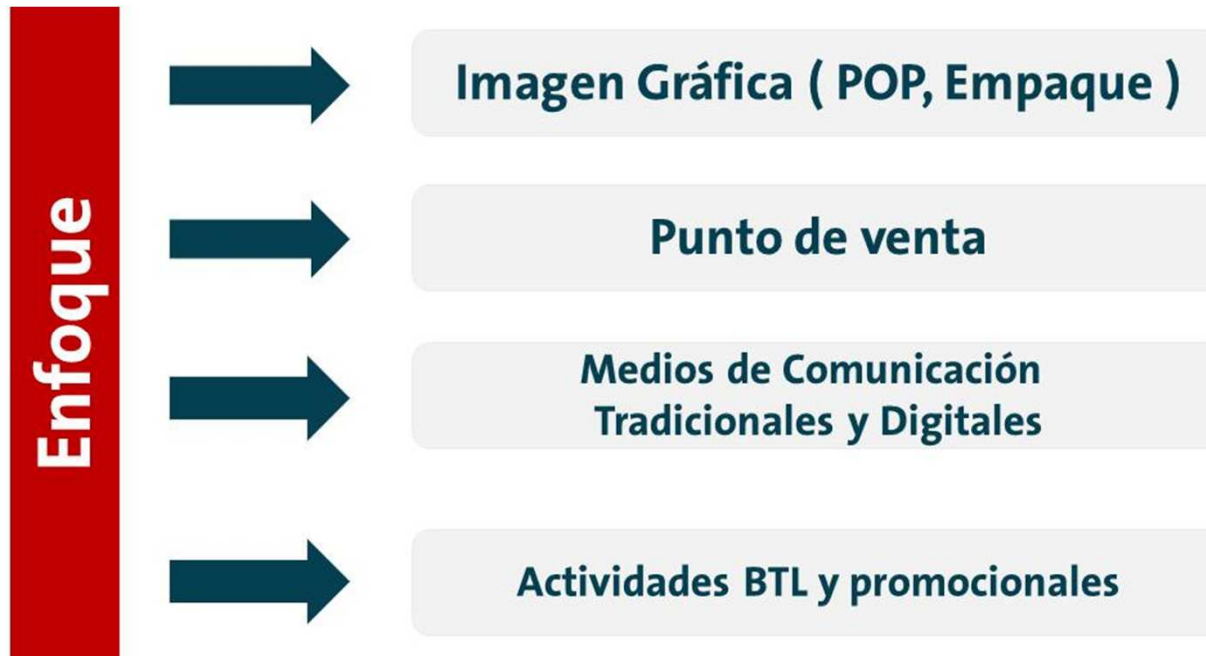 Enfoque
Imagen Gráfica ( POP, Empaque )
Punto de venta
Medios de Comunicación
Tradicionales y Digitales
Actividades BTL y promocionales